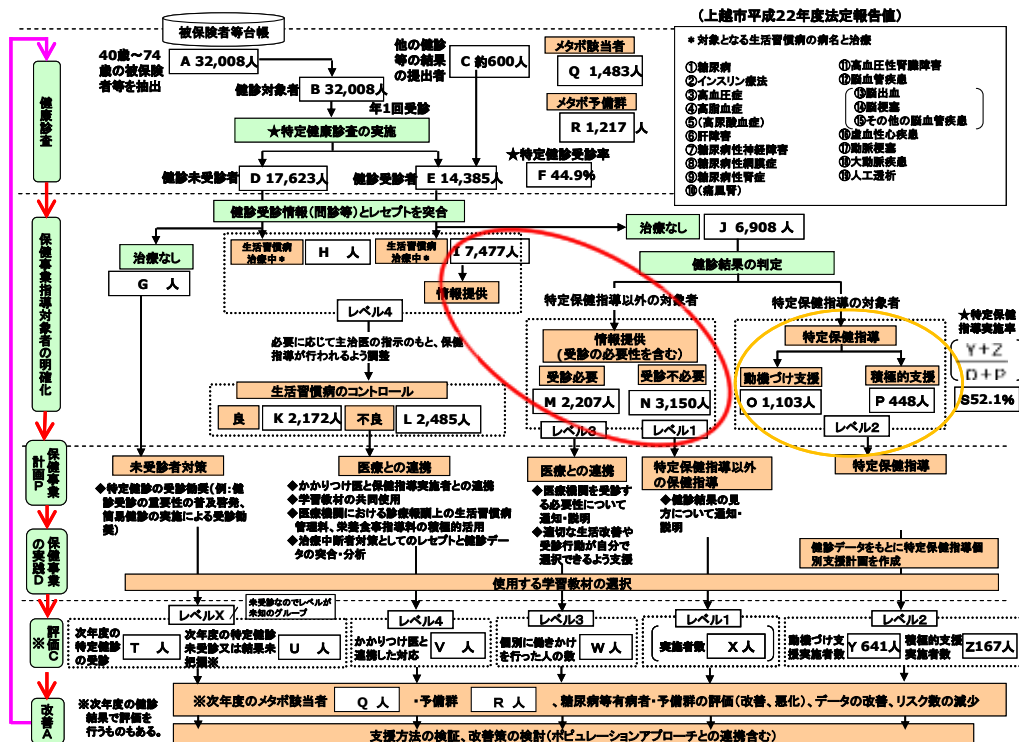 (上越市平成22年度法定報告値)
被保険者等台帳
40歳～74
歳の被保険
者等を抽出
A 32,008人
他の健診
等の結果
の提出者
C 約600人
健診対象者
B 32,008人
年1回受診
メタボ該当者
Q 1,483人
メタボ予備群
R 1,217 人
★特定健康診査の実施
★特定健診受診率
F 44.9%
健診未受診者
D 17,623人
健診受診者
E 14,385人
＊対象となる生活習慣病の病名と治療
①糖尿病
②インスリン療法
③高血圧症
④高脂血症
⑤(高尿酸血症)
⑥肝障害
⑦糖尿病性神経障害
⑧糖尿病性網膜症
⑨糖尿病性腎症
⑩(痛風腎)
⑪高血圧性腎臓障害
⑫脳血管疾患
⑬脳出血
⑭脳梗塞
⑮その他の脳血管疾患
⑯虚血性心疾患
⑰動脈梗塞
⑱大動脈疾患
⑲人工透析
健康診査
健診受診情報(問診等)とレセプトを突合
治療なし
G 人
生活習慣病
治療中＊
H 人
生活習慣病
治療中＊
I 7,477人
情報提供
治療なし
J 6,908 人
健診結果の判定
レベル4
必要に応じて主治医の指示のもと、保健
指導が行われるよう調整
生活習慣病のコントロール
良
K 2,172人
不良
L 2,485人
特定保健指導以外の対象者
情報提供
(受診の必要性を含む)
受診必要
受診不必要
M 2,207人
N 3,150人
レベル3
レベル1
特定保健指導の対象者
特定保健指導
動機づけ支援
積極的支援
O 1,103人
P 448人
レベル2
★特定保健
指導実施率
Y+Z
O+P
S52.1%
保健事業指導対象者の明確化
保健事業
計画P
未受診者対策
◆特定健診の受診勧奨(例:健
診受診の重要性の普及啓発、
簡易健診の実施による受診勧
奨)
医療との連携
◆かかりつけ医と保健指導実施者との連携
◆学習教材の共同使用
◆医療機関における診療報酬上の生活習慣病
管理料、栄養食事指導料の積極的活用
◆治療中断者対策としてのレセプトと健診デー
タの突合・分析
医療との連携
◆医療機関を受診す
る必要性について
通知・説明
◆適切な生活改善や
受診行動が自分で
選択できるよう支援
特定保健指導以外
の保健指導
◆健診結果の見
方について通知・
説明
特定保健指導
健診データをもとに特定保健指導個
別支援計画を作成
保健事業
の実践D
使用する学習教材の選択
レベルX
未受診なのでレベルが
未知のグループ
次年度の
特定健診
の受診
T 人
次年度の特定健診
未受診又は結果未
把握※
U 人
レベル4
かかりつけ医と
連携した対応
V 人
レベル3
個別に働きかけ
を行った人の数
W 人
レベル1
実施者数
X人
レベル2
動機づけ支
援実施者数
Y 641人
積極的支援
実施者数
Z167人
評価C
※
改善A
※次年度の健診
結果で評価を
行うものもある。
※次年度のメタボ該当者 Q 人 ・予備群 R 人 、糖尿病等有病者・予備群の評価(改善、悪化)、データの改善、リスク数の減少
支援方法の検証、改善策の検討(ポピュレーションアプローチとの連携含む)